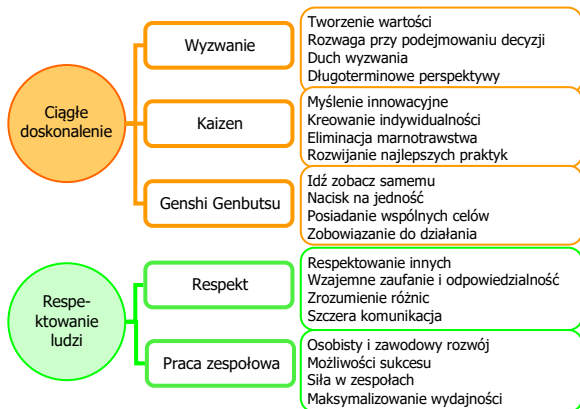 Ciągłe
doskonalenie
Wyzwanie
Tworzenie wartości
Rozwaga przy podejmowaniu decyzji
Duch wyzwania
Długoterminowe perspektywy
Kaizen
Myślenie innowacyjne
Kreowanie indywidualności
Eliminacja marnotrawstwa
Rozwijanie najlepszych praktyk
Genshi Genbutsu
Idź zobacz samemu
Nacisk na jedność
Posiadanie wspólnych celów
Zobowiązanie do działania
Respe-
ktowanie
ludzi
Respekt
Respektowanie innych
Wzajemne zaufanie i odpowiedzialność
Zrozumienie różnic
Szczera komunikacja
Praca zespołowa
Osobisty i zawodowy rozwój
Możliwości sukcesu
Siła w zespołach
Maksymalizowanie wydajności